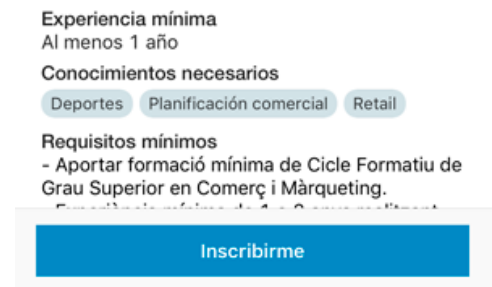 Experiencia mínima
Al menos 1 año
Conocimientos necesarios
Deportes Planificación comercial Retail
Requisitos mínimos
- Aportar formació mínima de Cicle Formatiu de
Grau Superior en Comerç i Màrqueting.
Inscribirme